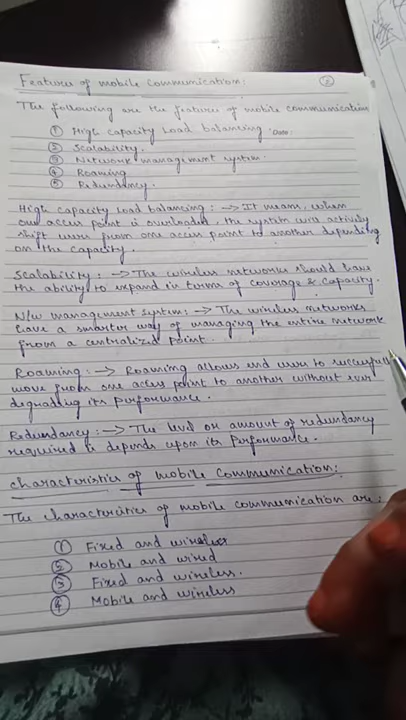 Features of mobile communication:
②
The following are the features of mobile communication
① High capacity Load balancing
② Scalability.
③ Network management system.
④ Roaming
⑤ Redundancy.
High capacity Load balancing: → It means, when
one access point is overloaded, the system will actively
shift users from one access point to another depending
on the capacity.
Scalability: → The wireless networks should have
the ability to expand in terms of coverage & capacity.
N/w management system: → The wireless networks
have a smarter way of managing the entire network
from a centralized point.
Roaming: → Roaming allows end users to
move from one access point to another without ever
degrading its performance.
Redundancy: → The level or amount of redundancy
required is depends upon its performance.
Characteristics of mobile communication:
The characteristics of mobile communication are:
① Fixed and
② Mobile and wired
③ Fixed and wireless.
④ Mobile and wireless